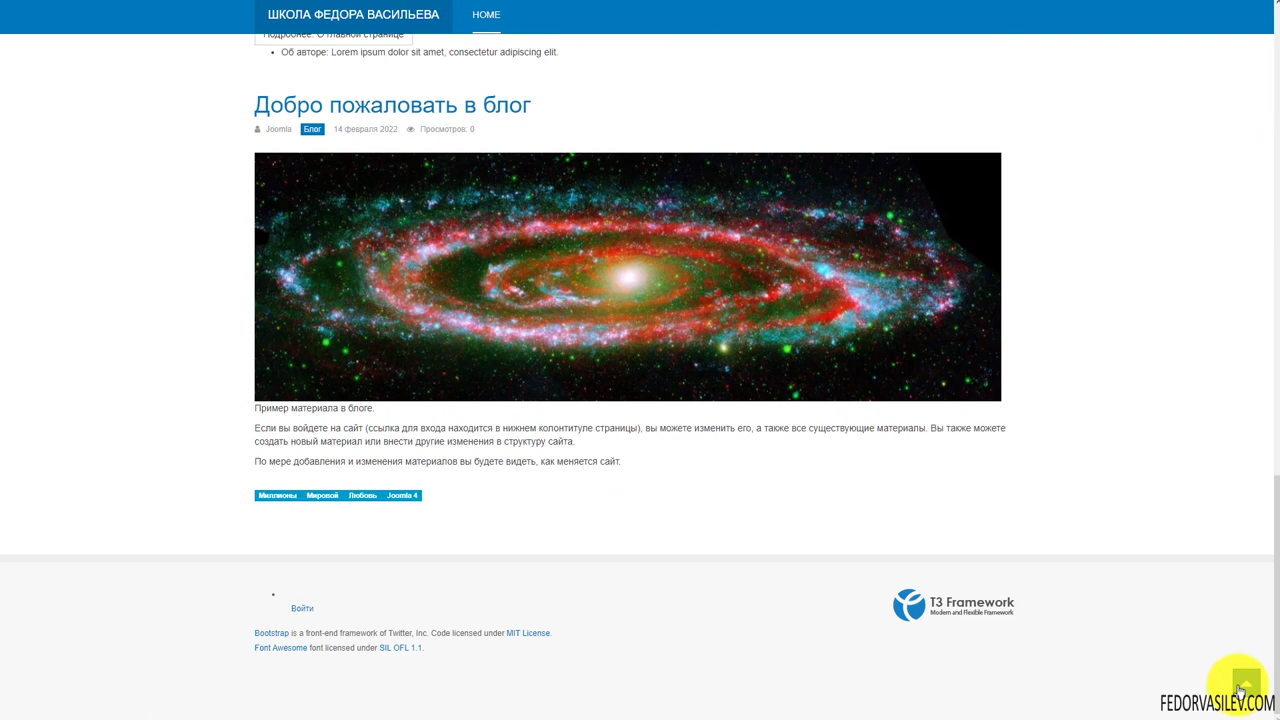 ШКОЛА ФЕДОРА ВАСИЛЬЕВА HOME
Подробнее: О главной странице
Об авторе: Lorem ipsum dolor sit amet, consectetur adipiscing elit.
Добро пожаловать в блог
Joomla Блог 14 февраля 2022 Просмотров: 0
Пример материала в блоге.
Если вы войдете на сайт (ссылка для входа находится в нижнем колонтитуле страницы), вы можете изменить его, а также все существующие материалы. Вы также можете
создать новый материал или внести другие изменения в структуру сайта.
По мере добавления и изменения материалов вы будете видеть, как меняется сайт.
Миллионы Мировой Любовь Joomla 4
Войти
T3 Framework
Modern and Flexible Framework
Bootstrap is a front-end framework of Twitter, Inc. Code licensed under MIT License.
Font Awesome font licensed under SIL OFL 1.1.
FEDORVASILEV.COM